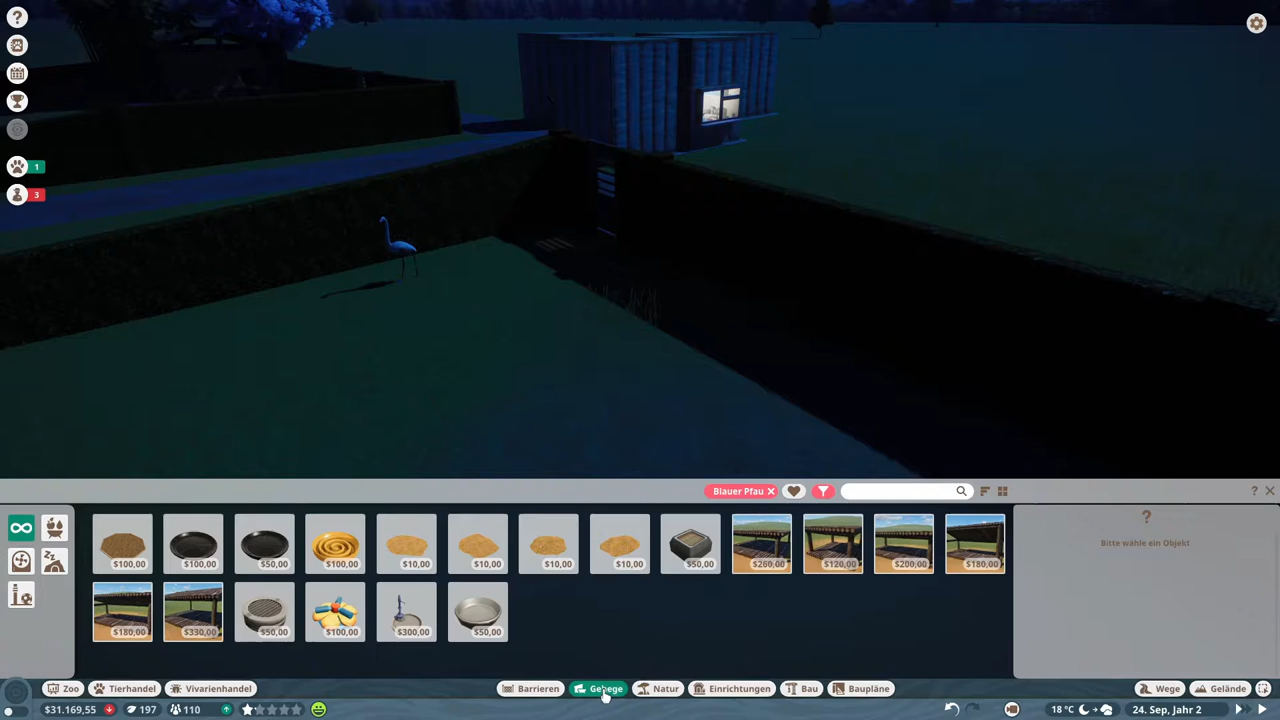 ?
1
3
Blauer Pfau ×
? ×
?
Bitte wähle ein Objekt
$100,00 $100,00 $50,00 $100,00 $10,00 $10,00 $10,00 $10,00 $50,00 $260,00 $120,00 $200,00 $180,00
$180,00 $330,00 $50,00 $100,00 $300,00 $50,00
Zoo Tierhandel Vivarienhandel Barrieren Gehege Natur Einrichtungen Bau Baupläne Wege Gelände
$31.169,55 197 110 18 °C 24. Sep, Jahr 2